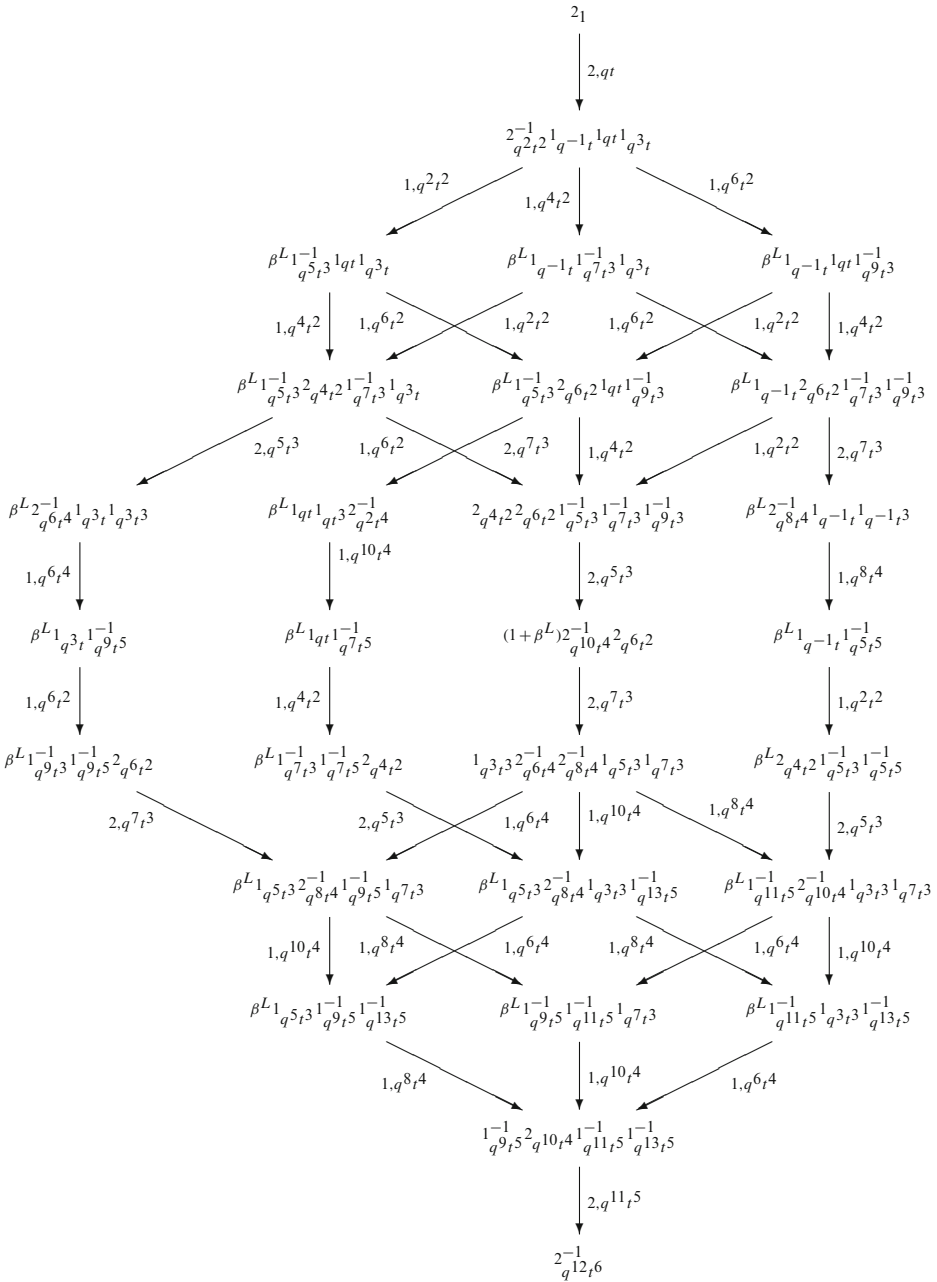 2_1
2,qt
2^{-1}_{q^2t^2} 1_{q^{-1}t} 1_{qt} 1_{q^3t}
1,q^2t^2 1,q^4t^2 1,q^6t^2
β^L 1^{-1}_{q^5t^3} 1_{qt} 1_{q^3t} β^L 1_{q^{-1}t} 1^{-1}_{q^7t^3} 1_{q^3t} β^L 1_{q^{-1}t} 1_{qt} 1^{-1}_{q^9t^3}
1,q^4t^2 1,q^6t^2 1,q^2t^2 1,q^6t^2 1,q^2t^2 1,q^4t^2
β^L 1^{-1}_{q^5t^3} 2_{q^4t^2} 1^{-1}_{q^7t^3} 1_{q^3t} β^L 1^{-1}_{q^5t^3} 2_{q^6t^2} 1_{qt} 1^{-1}_{q^9t^3} β^L 1_{q^{-1}t} 2_{q^6t^2} 1^{-1}_{q^7t^3} 1^{-1}_{q^9t^3}
2,q^5t^3 1,q^6t^2 2,q^7t^3 1,q^4t^2 1,q^2t^2 2,q^7t^3
β^L 2^{-1}_{q^6t^4} 1_{q^3t} 1_{q^3t^3} β^L 1_{qt} 1_{qt^3} 2^{-1}_{q^2t^4} 2_{q^4t^2} 2_{q^6t^2} 1^{-1}_{q^5t^3} 1^{-1}_{q^7t^3} 1^{-1}_{q^9t^3} β^L 2^{-1}_{q^8t^4} 1_{q^{-1}t} 1_{q^{-1}t^3}
1,q^6t^4 1,q^{10}t^4 2,q^5t^3 1,q^8t^4
β^L 1_{q^3t} 1^{-1}_{q^9t^5} β^L 1_{qt} 1^{-1}_{q^7t^5} (1+β^L) 2^{-1}_{q^{10}t^4} 2_{q^6t^2} β^L 1_{q^{-1}t} 1^{-1}_{q^5t^5}
1,q^6t^2 1,q^4t^2 2,q^7t^3 1,q^2t^2
β^L 1^{-1}_{q^9t^3} 1^{-1}_{q^9t^5} 2_{q^6t^2} β^L 1^{-1}_{q^7t^3} 1^{-1}_{q^7t^5} 2_{q^4t^2} 1_{q^3t^3} 2^{-1}_{q^6t^4} 2^{-1}_{q^8t^4} 1_{q^5t^3} 1_{q^7t^3} β^L 2_{q^4t^2} 1^{-1}_{q^5t^3} 1^{-1}_{q^5t^5}
2,q^7t^3 2,q^5t^3 1,q^6t^4 1,q^{10}t^4 1,q^8t^4 2,q^5t^3
β^L 1_{q^5t^3} 2^{-1}_{q^8t^4} 1^{-1}_{q^9t^5} 1_{q^7t^3} β^L 1_{q^5t^3} 2^{-1}_{q^8t^4} 1_{q^3t^3} 1^{-1}_{q^{13}t^5} β^L 1^{-1}_{q^{11}t^5} 2^{-1}_{q^{10}t^4} 1_{q^3t^3} 1_{q^7t^3}
1,q^{10}t^4 1,q^8t^4 1,q^6t^4 1,q^8t^4 1,q^6t^4 1,q^{10}t^4
β^L 1_{q^5t^3} 1^{-1}_{q^9t^5} 1^{-1}_{q^{13}t^5} β^L 1^{-1}_{q^9t^5} 1^{-1}_{q^{11}t^5} 1_{q^7t^3} β^L 1^{-1}_{q^{11}t^5} 1_{q^3t^3} 1^{-1}_{q^{13}t^5}
1,q^8t^4 1,q^{10}t^4 1,q^6t^4
1^{-1}_{q^9t^5} 2_{q^{10}t^4} 1^{-1}_{q^{11}t^5} 1^{-1}_{q^{13}t^5}
2,q^{11}t^5
2^{-1}_{q^{12}t^6}